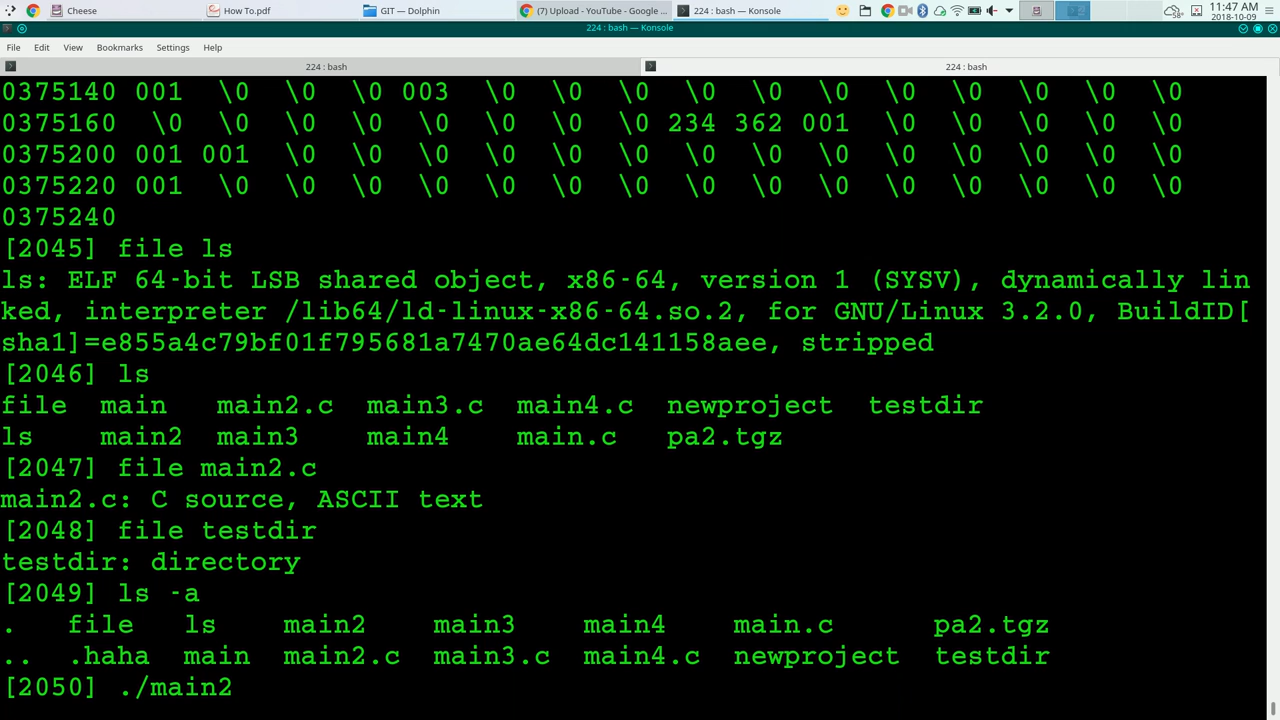 Cheese How To.pdf GIT — Dolphin (7) Upload - YouTube - Google ... 224 : bash — Konsole 11:47 AM
58° 2018-10-09
224 : bash — Konsole
File Edit View Bookmarks Settings Help
224 : bash 224 : bash
0375140 001 \0 \0 \0 003 \0 \0 \0 \0 \0 \0 \0 \0 \0 \0 \0
0375160 \0 \0 \0 \0 \0 \0 \0 \0 234 362 001 \0 \0 \0 \0 \0
0375200 001 001 \0 \0 \0 \0 \0 \0 \0 \0 \0 \0 \0 \0 \0 \0
0375220 001 \0 \0 \0 \0 \0 \0 \0 \0 \0 \0 \0 \0 \0 \0 \0
0375240
[2045] file ls
ls: ELF 64-bit LSB shared object, x86-64, version 1 (SYSV), dynamically lin
ked, interpreter /lib64/ld-linux-x86-64.so.2, for GNU/Linux 3.2.0, BuildID[
sha1]=e855a4c79bf01f795681a7470ae64dc141158aee, stripped
[2046] ls
file main main2.c main3.c main4.c newproject testdir
ls main2 main3 main4 main.c pa2.tgz
[2047] file main2.c
main2.c: C source, ASCII text
[2048] file testdir
testdir: directory
[2049] ls -a
. file ls main2 main3 main4 main.c pa2.tgz
.. .haha main main2.c main3.c main4.c newproject testdir
[2050] ./main2